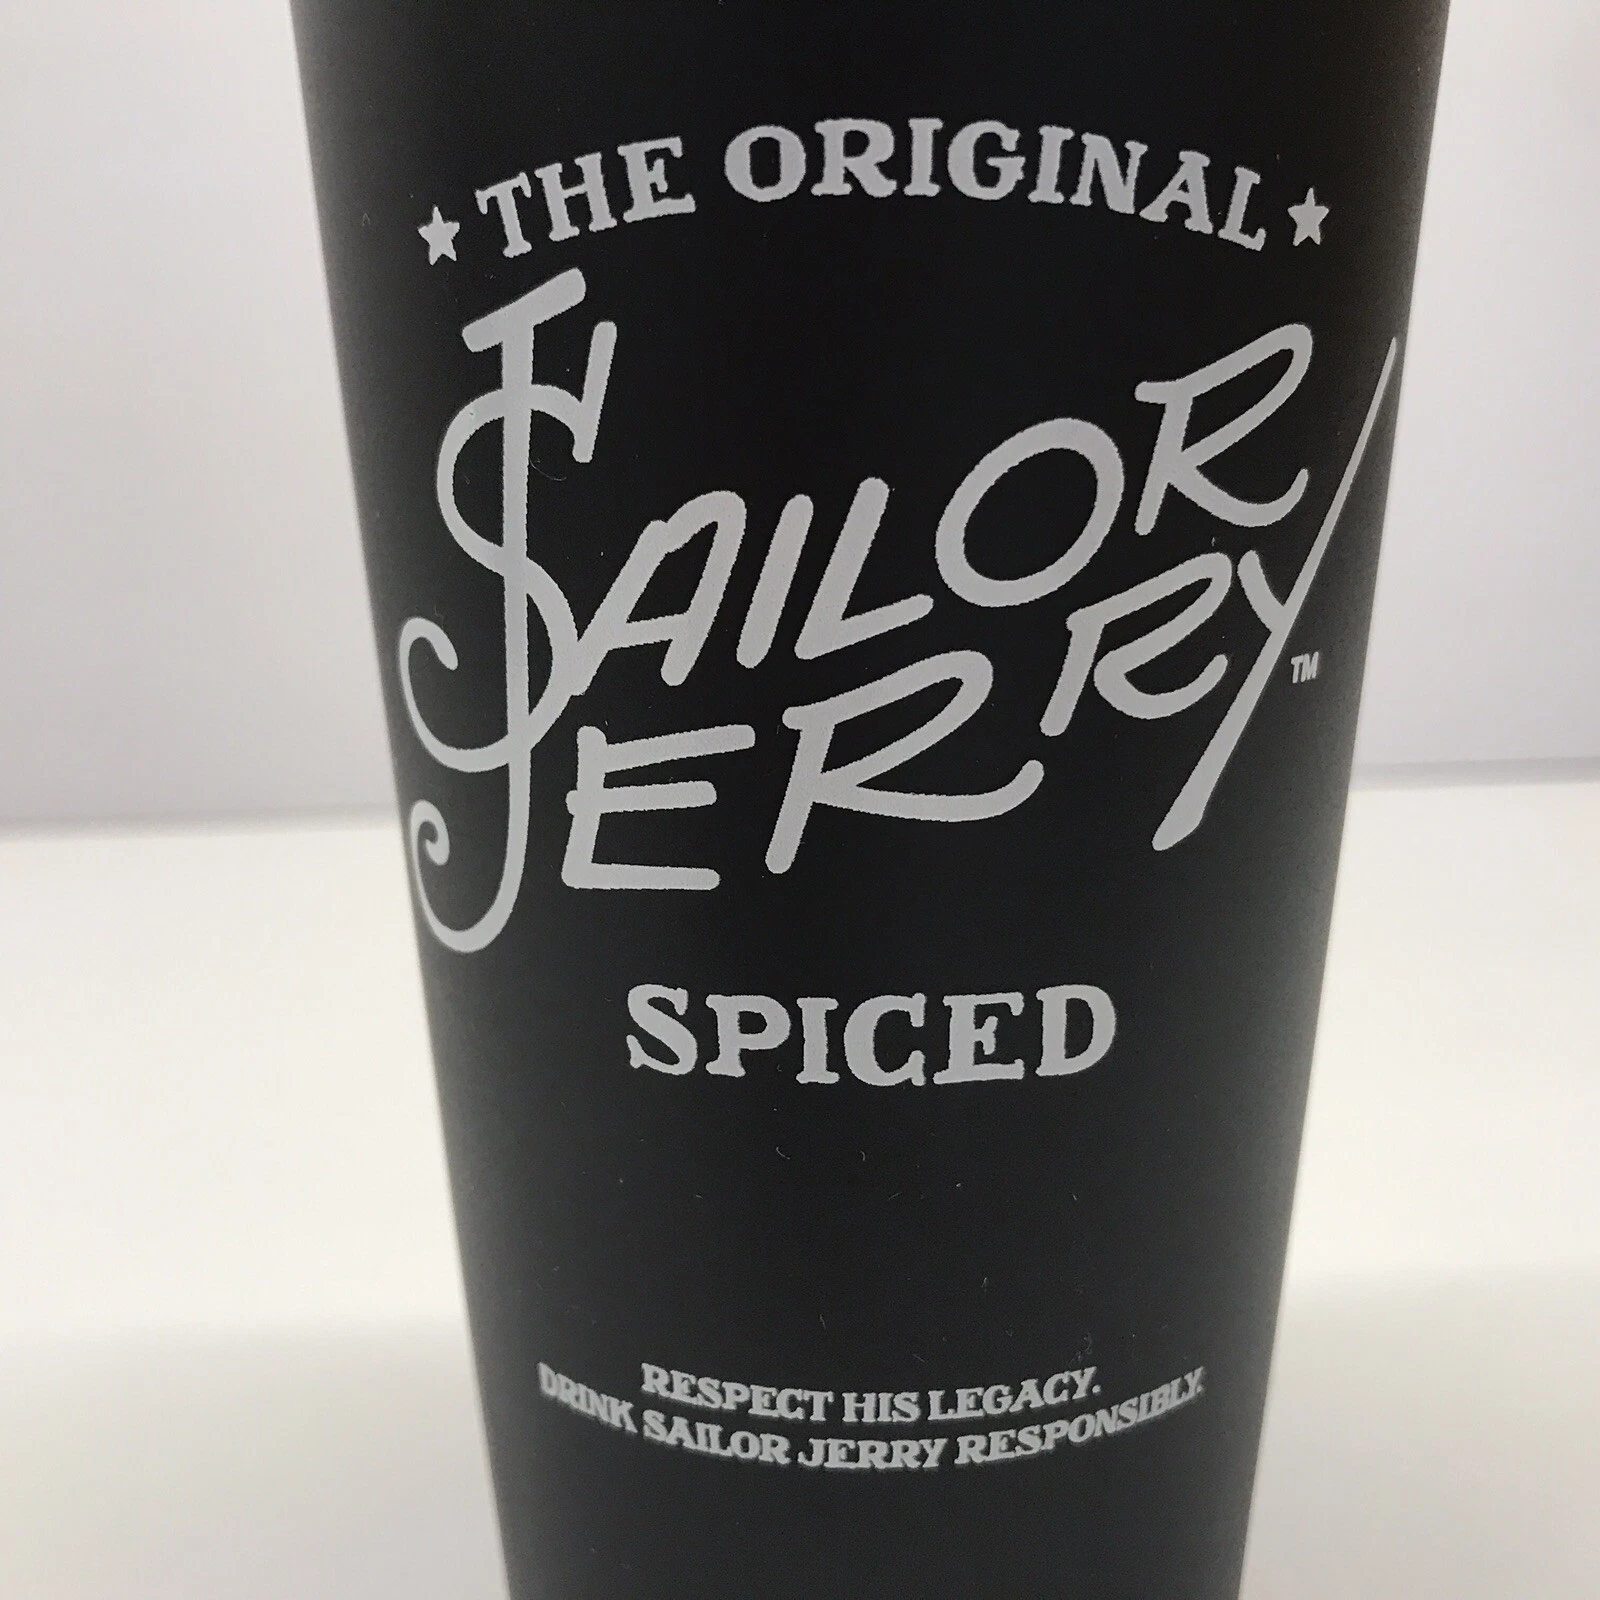 ★ THE ORIGINAL ★
SAILOR
JERRY™
SPICED
RESPECT HIS LEGACY.
DRINK SAILOR JERRY RESPONSIBLY.